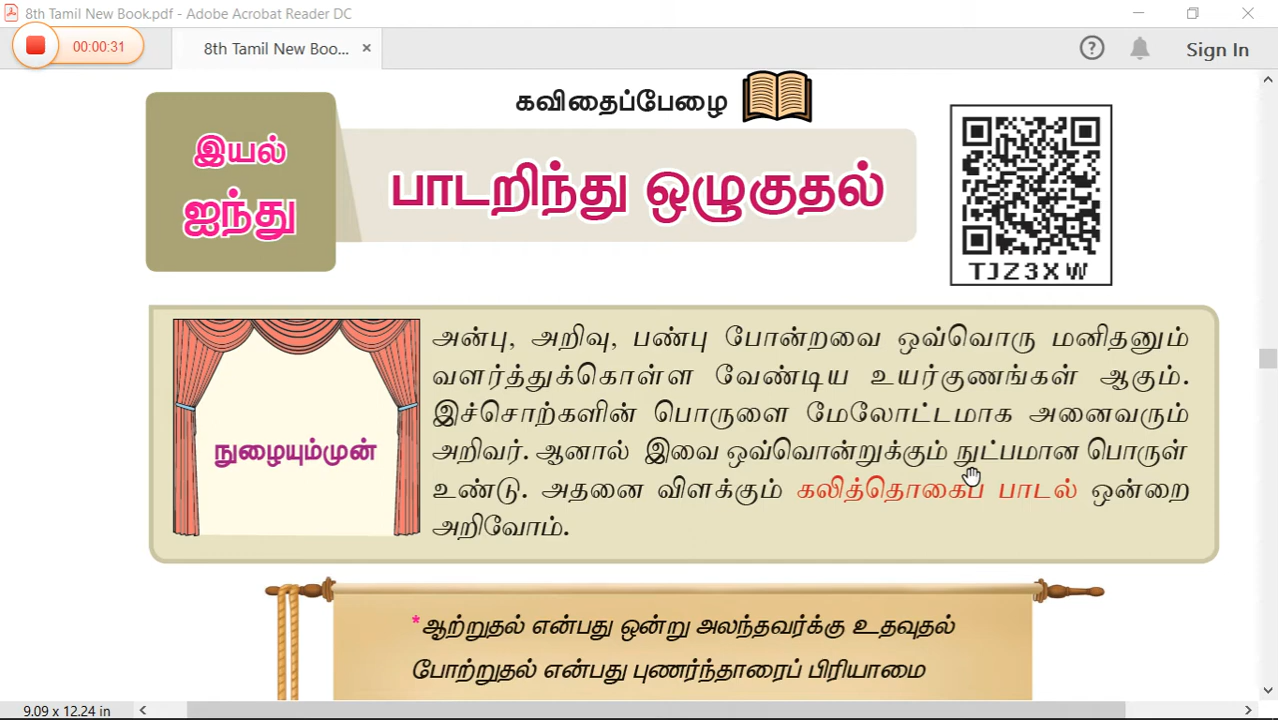 8th Tamil New Book.pdf - Adobe Acrobat Reader DC
00:00:31
8th Tamil New Boo... ×
? Sign In
கவிதைப்பேழை
இயல்
ஐந்து
பாடறிந்து ஒழுகுதல்
TJZ3XW
நுழையும்முன்
அன்பு, அறிவு, பண்பு போன்றவை ஒவ்வொரு மனிதனும்
வளர்த்துக்கொள்ள வேண்டிய உயர்குணங்கள் ஆகும்.
இச்சொற்களின் பொருளை மேலோட்டமாக அனைவரும்
அறிவர். ஆனால் இவை ஒவ்வொன்றுக்கும் நுட்பமான பொருள்
உண்டு. அதனை விளக்கும் கலித்தொகைப் பாடல் ஒன்றை
அறிவோம்.
*ஆற்றுதல் என்பது ஒன்று அலந்தவர்க்கு உதவுதல்
போற்றுதல் என்பது புணர்ந்தாரைப் பிரியாமை
9.09 x 12.24 in